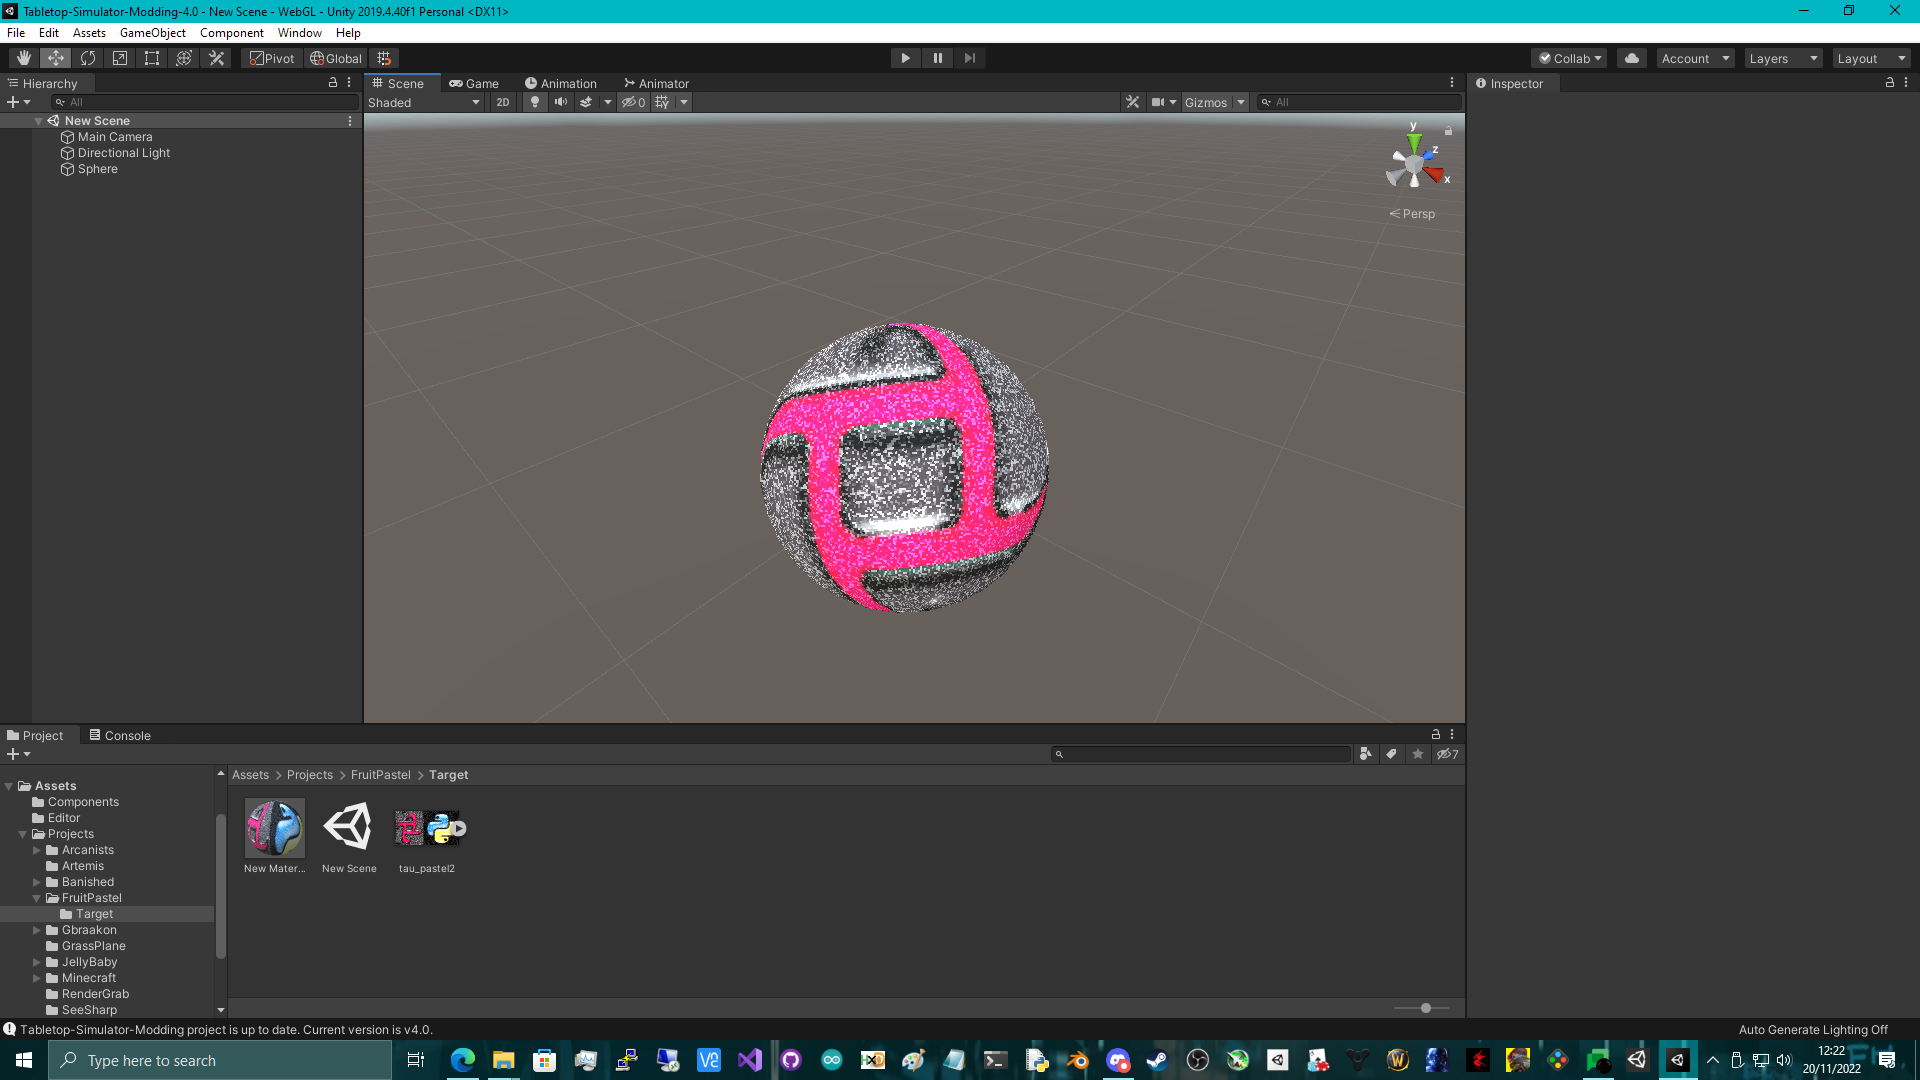 Tabletop-Simulator-Modding-4.0 - New Scene - WebGL - Unity 2019.4.40f1 Personal <DX11>
File Edit Assets GameObject Component Window Help
Pivot Global Collab Account Layers Layout
Hierarchy Scene Game Animation Animator Inspector
All Shaded 2D 0 Gizmos All
New Scene
Main Camera
Directional Light
Sphere
y
z
x
Persp
Project Console
7
Assets Projects FruitPastel Target
Assets
Components
Editor
Projects
Arcanists
Artemis
Banished
FruitPastel
Target
Gbraakon
GrassPlane
JellyBaby
Minecraft
RenderGrab
SeeSharp
New Mater... New Scene tau_pastel2
Tabletop-Simulator-Modding project is up to date. Current version is v4.0. Auto Generate Lighting Off
Type here to search
12:22
20/11/2022